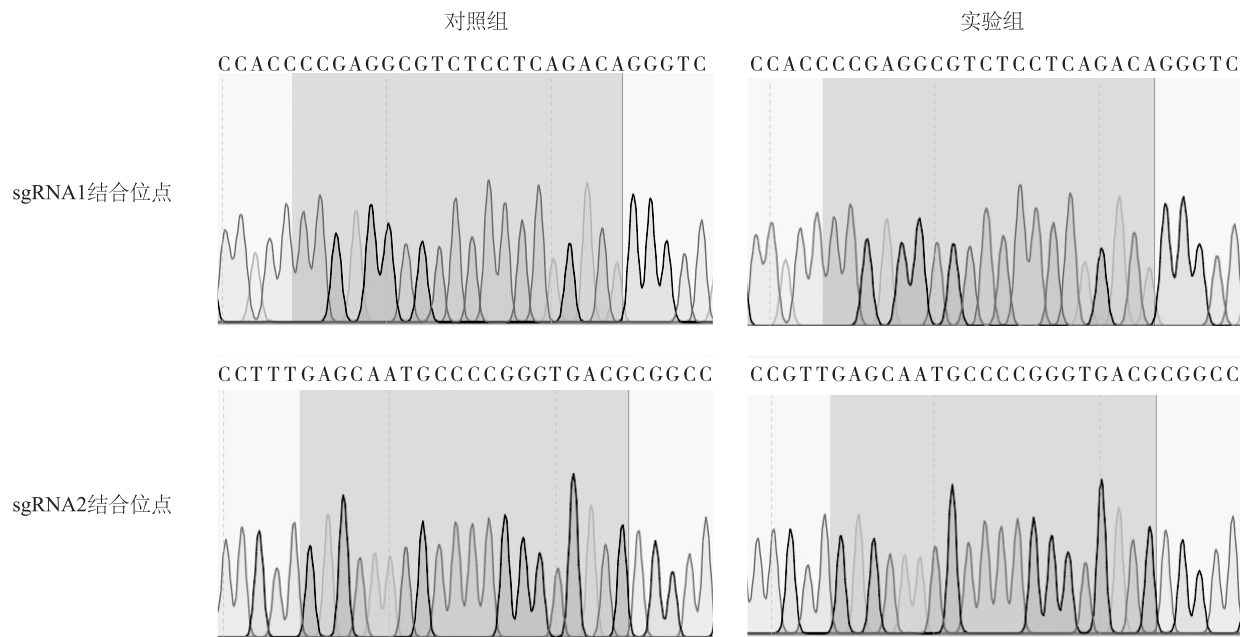 对照组
实验组
CCACCCCGAGGCGTCTCCTCAGACAGGGTC
CCACCCCGAGGCGTCTCCTCAGACAGGGTC
sgRNA1结合位点
CCTTTGAGCAATGCCCCGGGTGACGCGGCC
CCGTTGAGCAATGCCCCGGGTGACGCGGCC
sgRNA2结合位点